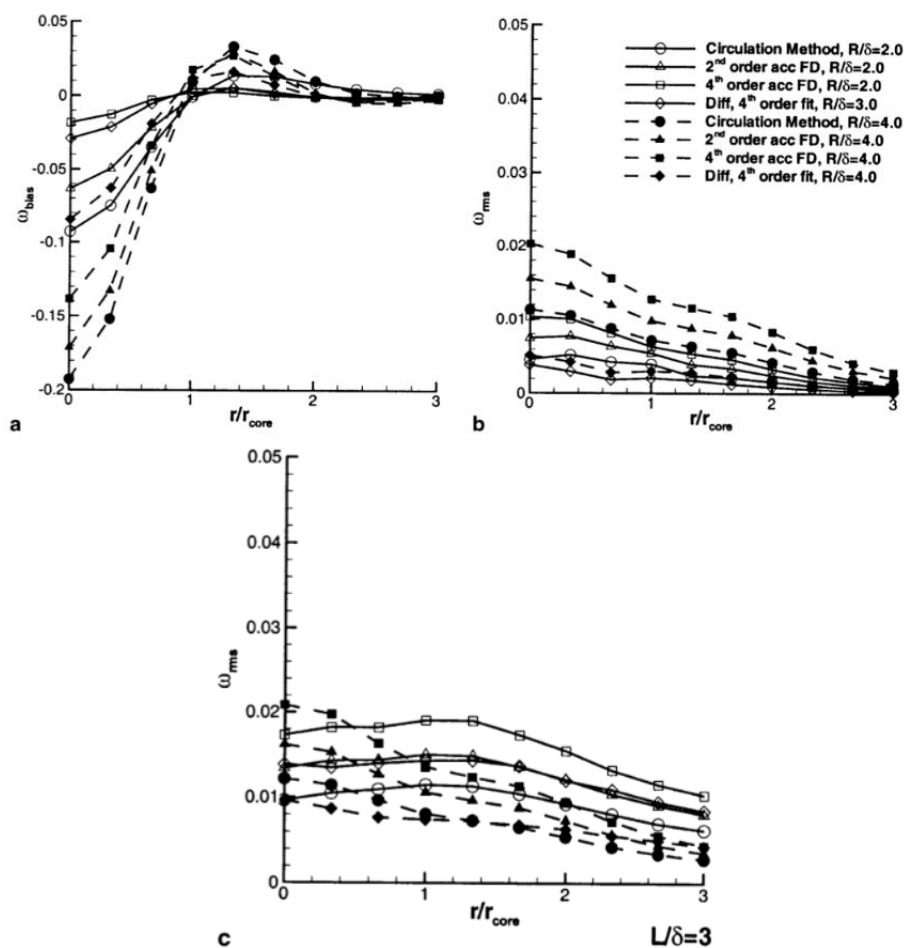 0.05
0
-0.05
-0.1
-0.15
-0.2
ω_bias
0 1 2 3
r/r_core
a
0.05
0.04
0.03
0.02
0.01
0
ω_rms
0 1 2 3
r/r_core
b
Circulation Method, R/δ=2.0
2nd order acc FD, R/δ=2.0
4th order acc FD, R/δ=2.0
Diff, 4th order fit, R/δ=3.0
Circulation Method, R/δ=4.0
2nd order acc FD, R/δ=4.0
4th order acc FD, R/δ=4.0
Diff, 4th order fit, R/δ=4.0
0.05
0.04
0.03
0.02
0.01
0
ω_rms
0 1 2 3
r/r_core
c
L/δ=3